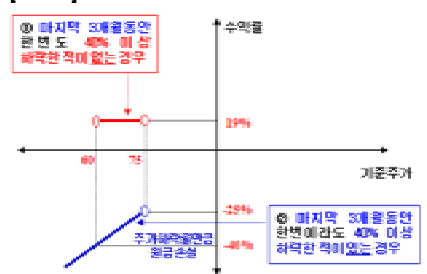 ① 마지막 3개월동안
한번도 40% 이상
하락한적이 없는 경우
수익률
기준주가
60
75
주가하락률만큼
원금손실
-40%
② 마지막 3개월동안
한번이라도 40% 이상
하락한적이 있는 경우